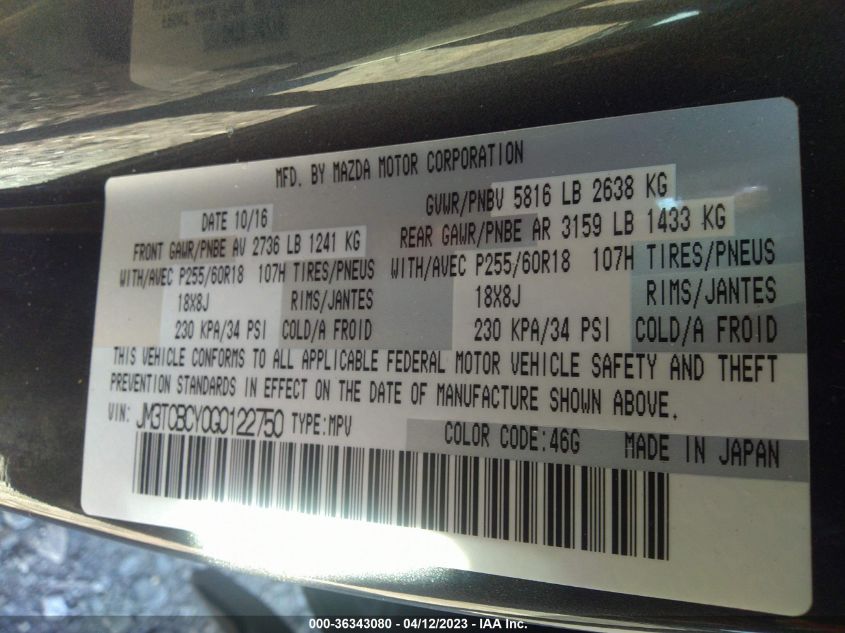 MFD. BY MAZDA MOTOR CORPORATION
DATE 10/16 GVWR/PNBV 5816 LB 2638 KG
FRONT GAWR/PNBE AV 2736 LB 1241 KG REAR GAWR/PNBE AR 3159 LB 1433 KG
WITH/AVEC P255/60R18 107H TIRES/PNEUS WITH/AVEC P255/60R18 107H TIRES/PNEUS
18X8J RIMS/JANTES 18X8J RIMS/JANTES
230 KPA/34 PSI COLD/A FROID 230 KPA/34 PSI COLD/A FROID
THIS VEHICLE CONFORMS TO ALL APPLICABLE FEDERAL MOTOR VEHICLE SAFETY AND THEFT
PREVENTION STANDARDS IN EFFECT ON THE DATE OF MANUFACTURE SHOWN ABOVE.
VIN: JM3TCBCY0G0122750 TYPE:MPV COLOR CODE:46G MADE IN JAPAN
000-36343080 - 04/12/2023 - IAA Inc.